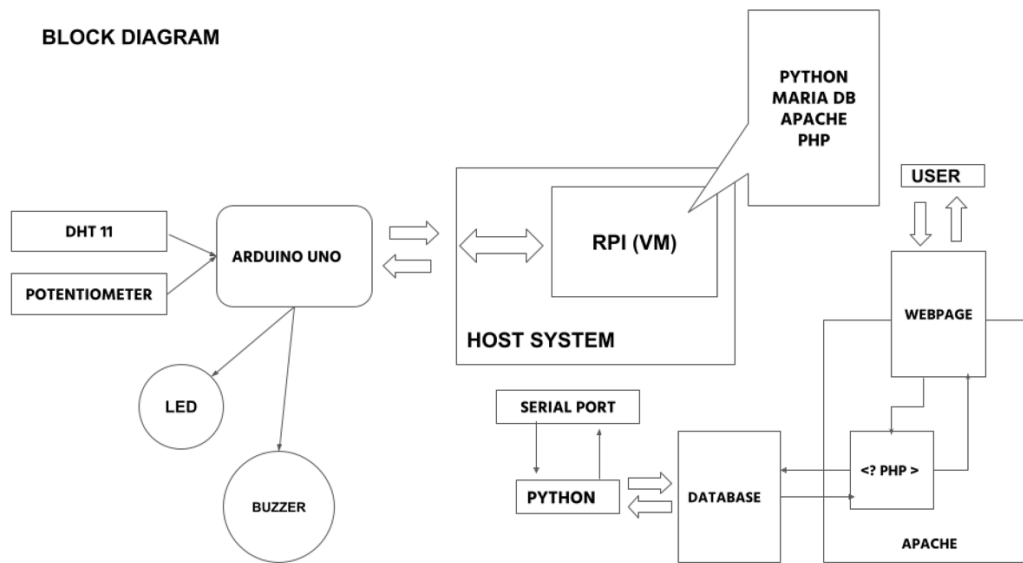 BLOCK DIAGRAM
PYTHON
MARIA DB
APACHE
PHP
USER
DHT 11
ARDUINO UNO
RPI (VM)
POTENTIOMETER
WEBPAGE
HOST SYSTEM
LED
SERIAL PORT
<? PHP >
PYTHON
DATABASE
BUZZER
APACHE